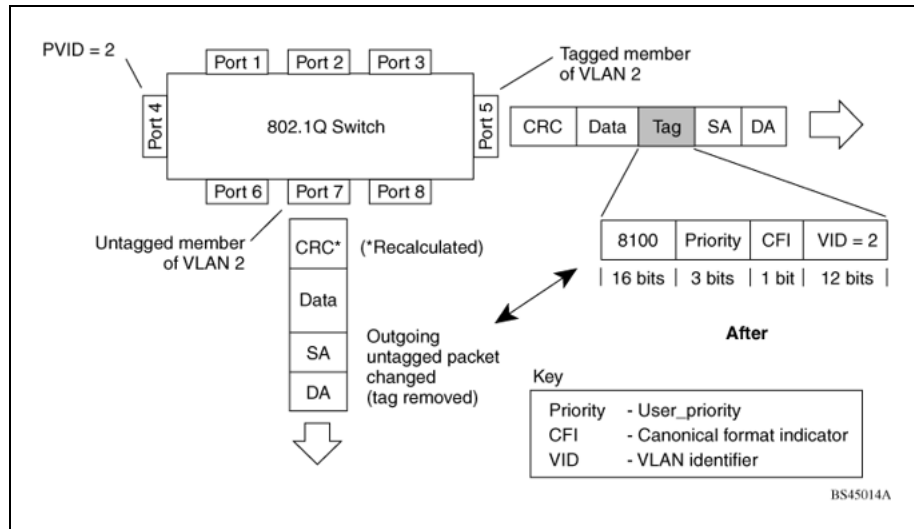 PVID = 2
Port 1
Port 2
Port 3
Tagged member
of VLAN 2
Port 4
802.1Q Switch
Port 5
CRC
Data
Tag
SA
DA
Port 6
Port 7
Port 8
Untagged member
of VLAN 2
CRC*
(*Recalculated)
8100
Priority
CFI
VID = 2
16 bits
3 bits
1 bit
12 bits
Data
After
SA
DA
Outgoing
untagged packet
changed
(tag removed)
Key
Priority - User_priority
CFI - Canonical format indicator
VID - VLAN identifier
BS45014A